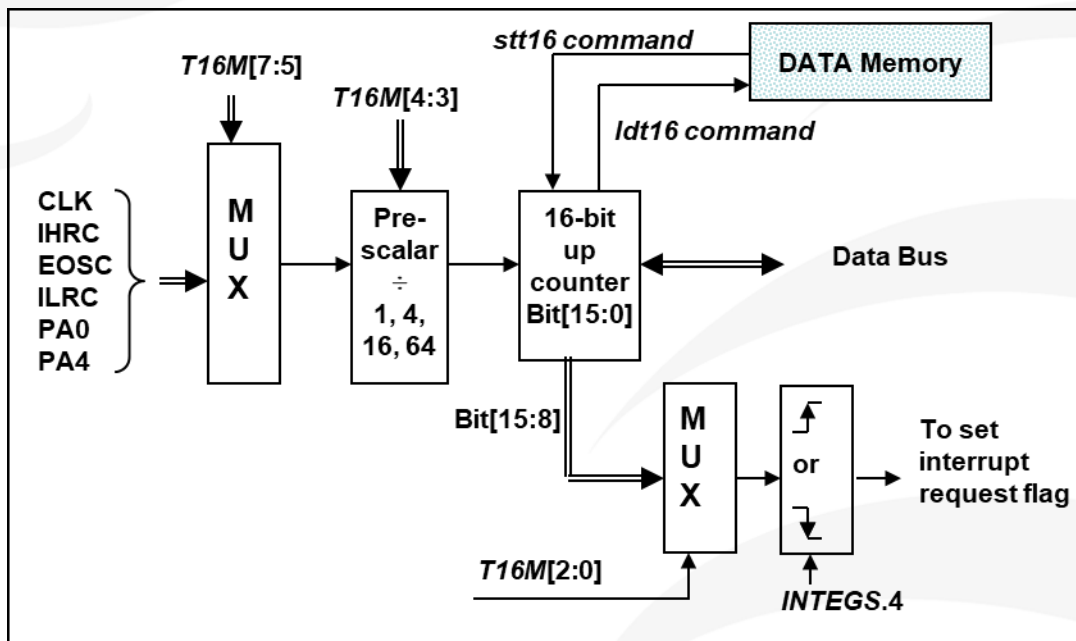 stt16 command
DATA Memory
T16M[7:5]
T16M[4:3]
ldt16 command
CLK
IHRC
EOSC
ILRC
PA0
PA4
M
U
X
Pre-
scalar
÷
1, 4,
16, 64
16-bit
up
counter
Bit[15:0]
Data Bus
Bit[15:8]
M
U
X
or
To set
interrupt
request flag
T16M[2:0]
INTEGS.4